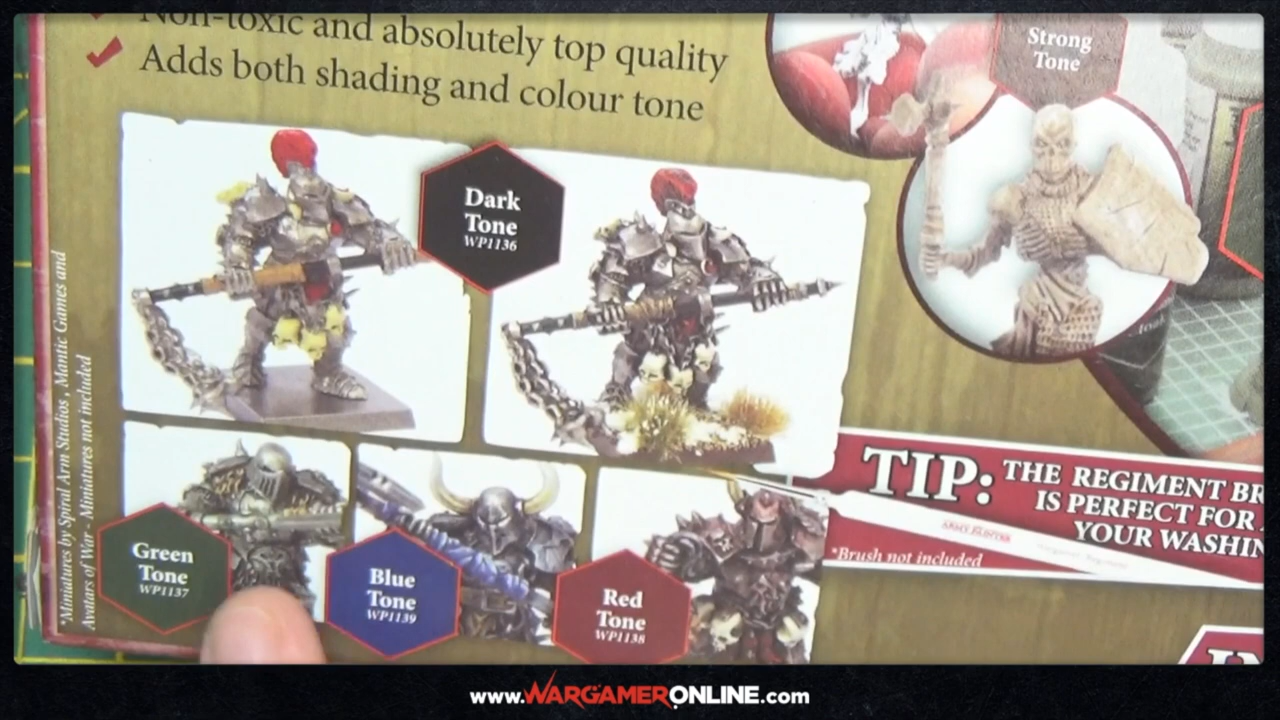 Non-toxic and absolutely top quality
Adds both shading and colour tone
Strong
Tone
Dark
Tone
WP1136
*Miniatures by Spiral Arm Studios, Mantic Games and
Avatars of War - Miniatures not included
Green
Tone
WP1137
Blue
Tone
WP1139
Red
Tone
WP1138
TIP: THE REGIMENT BR
IS PERFECT FOR
YOUR WASHIN
ARMY PAINTER
Regiment
*Brush not included
www.WARGAMERONLINE.com